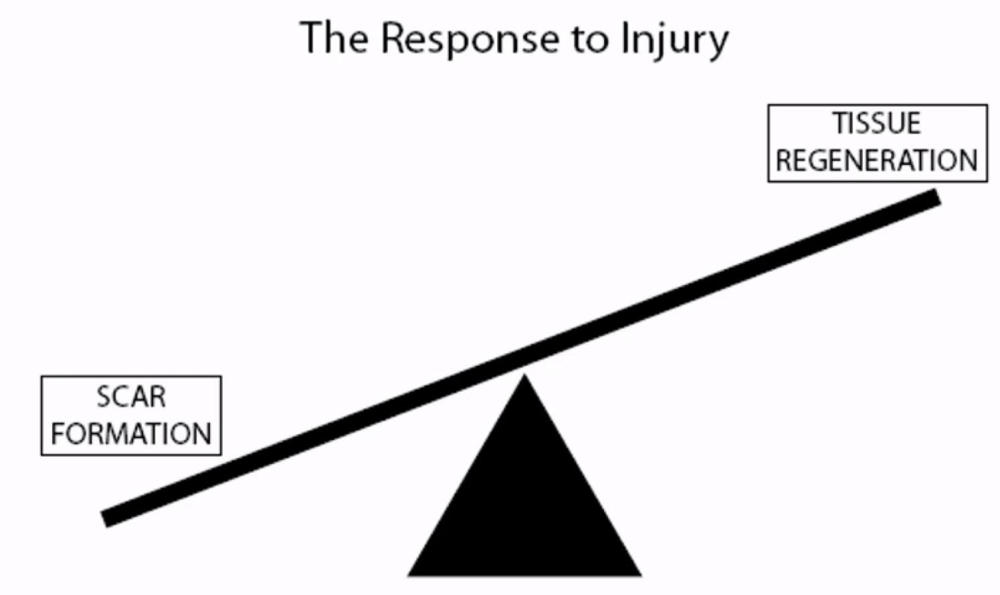 The Response to Injury
TISSUE
REGENERATION
SCAR
FORMATION